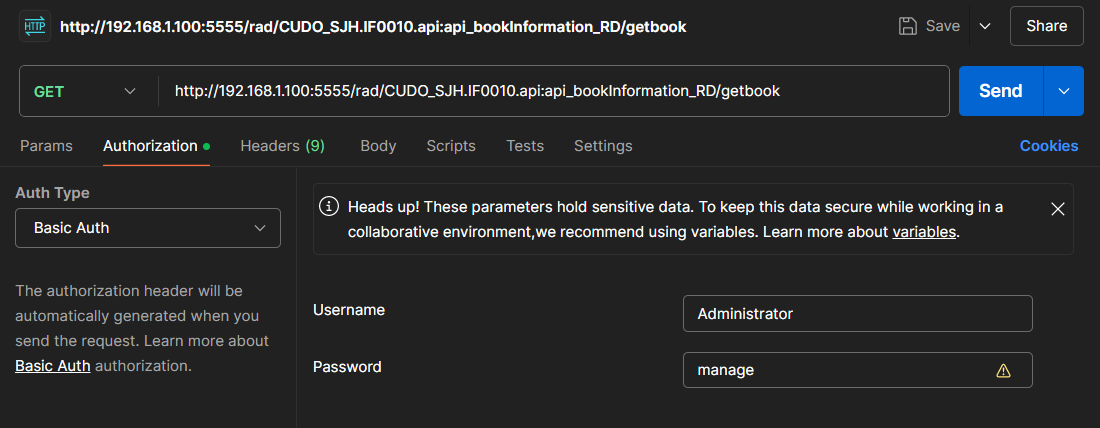 HTTP http://192.168.1.100:5555/rad/CUDO_SJH.IF0010.api:api_bookInformation_RD/getbook Save Share
GET http://192.168.1.100:5555/rad/CUDO_SJH.IF0010.api:api_bookInformation_RD/getbook Send
Params Authorization Headers (9) Body Scripts Tests Settings Cookies
Auth Type
Basic Auth
The authorization header will be
automatically generated when you
send the request. Learn more about
Basic Auth authorization.
Heads up! These parameters hold sensitive data. To keep this data secure while working in a
collaborative environment,we recommend using variables. Learn more about variables.
Username Administrator
Password manage